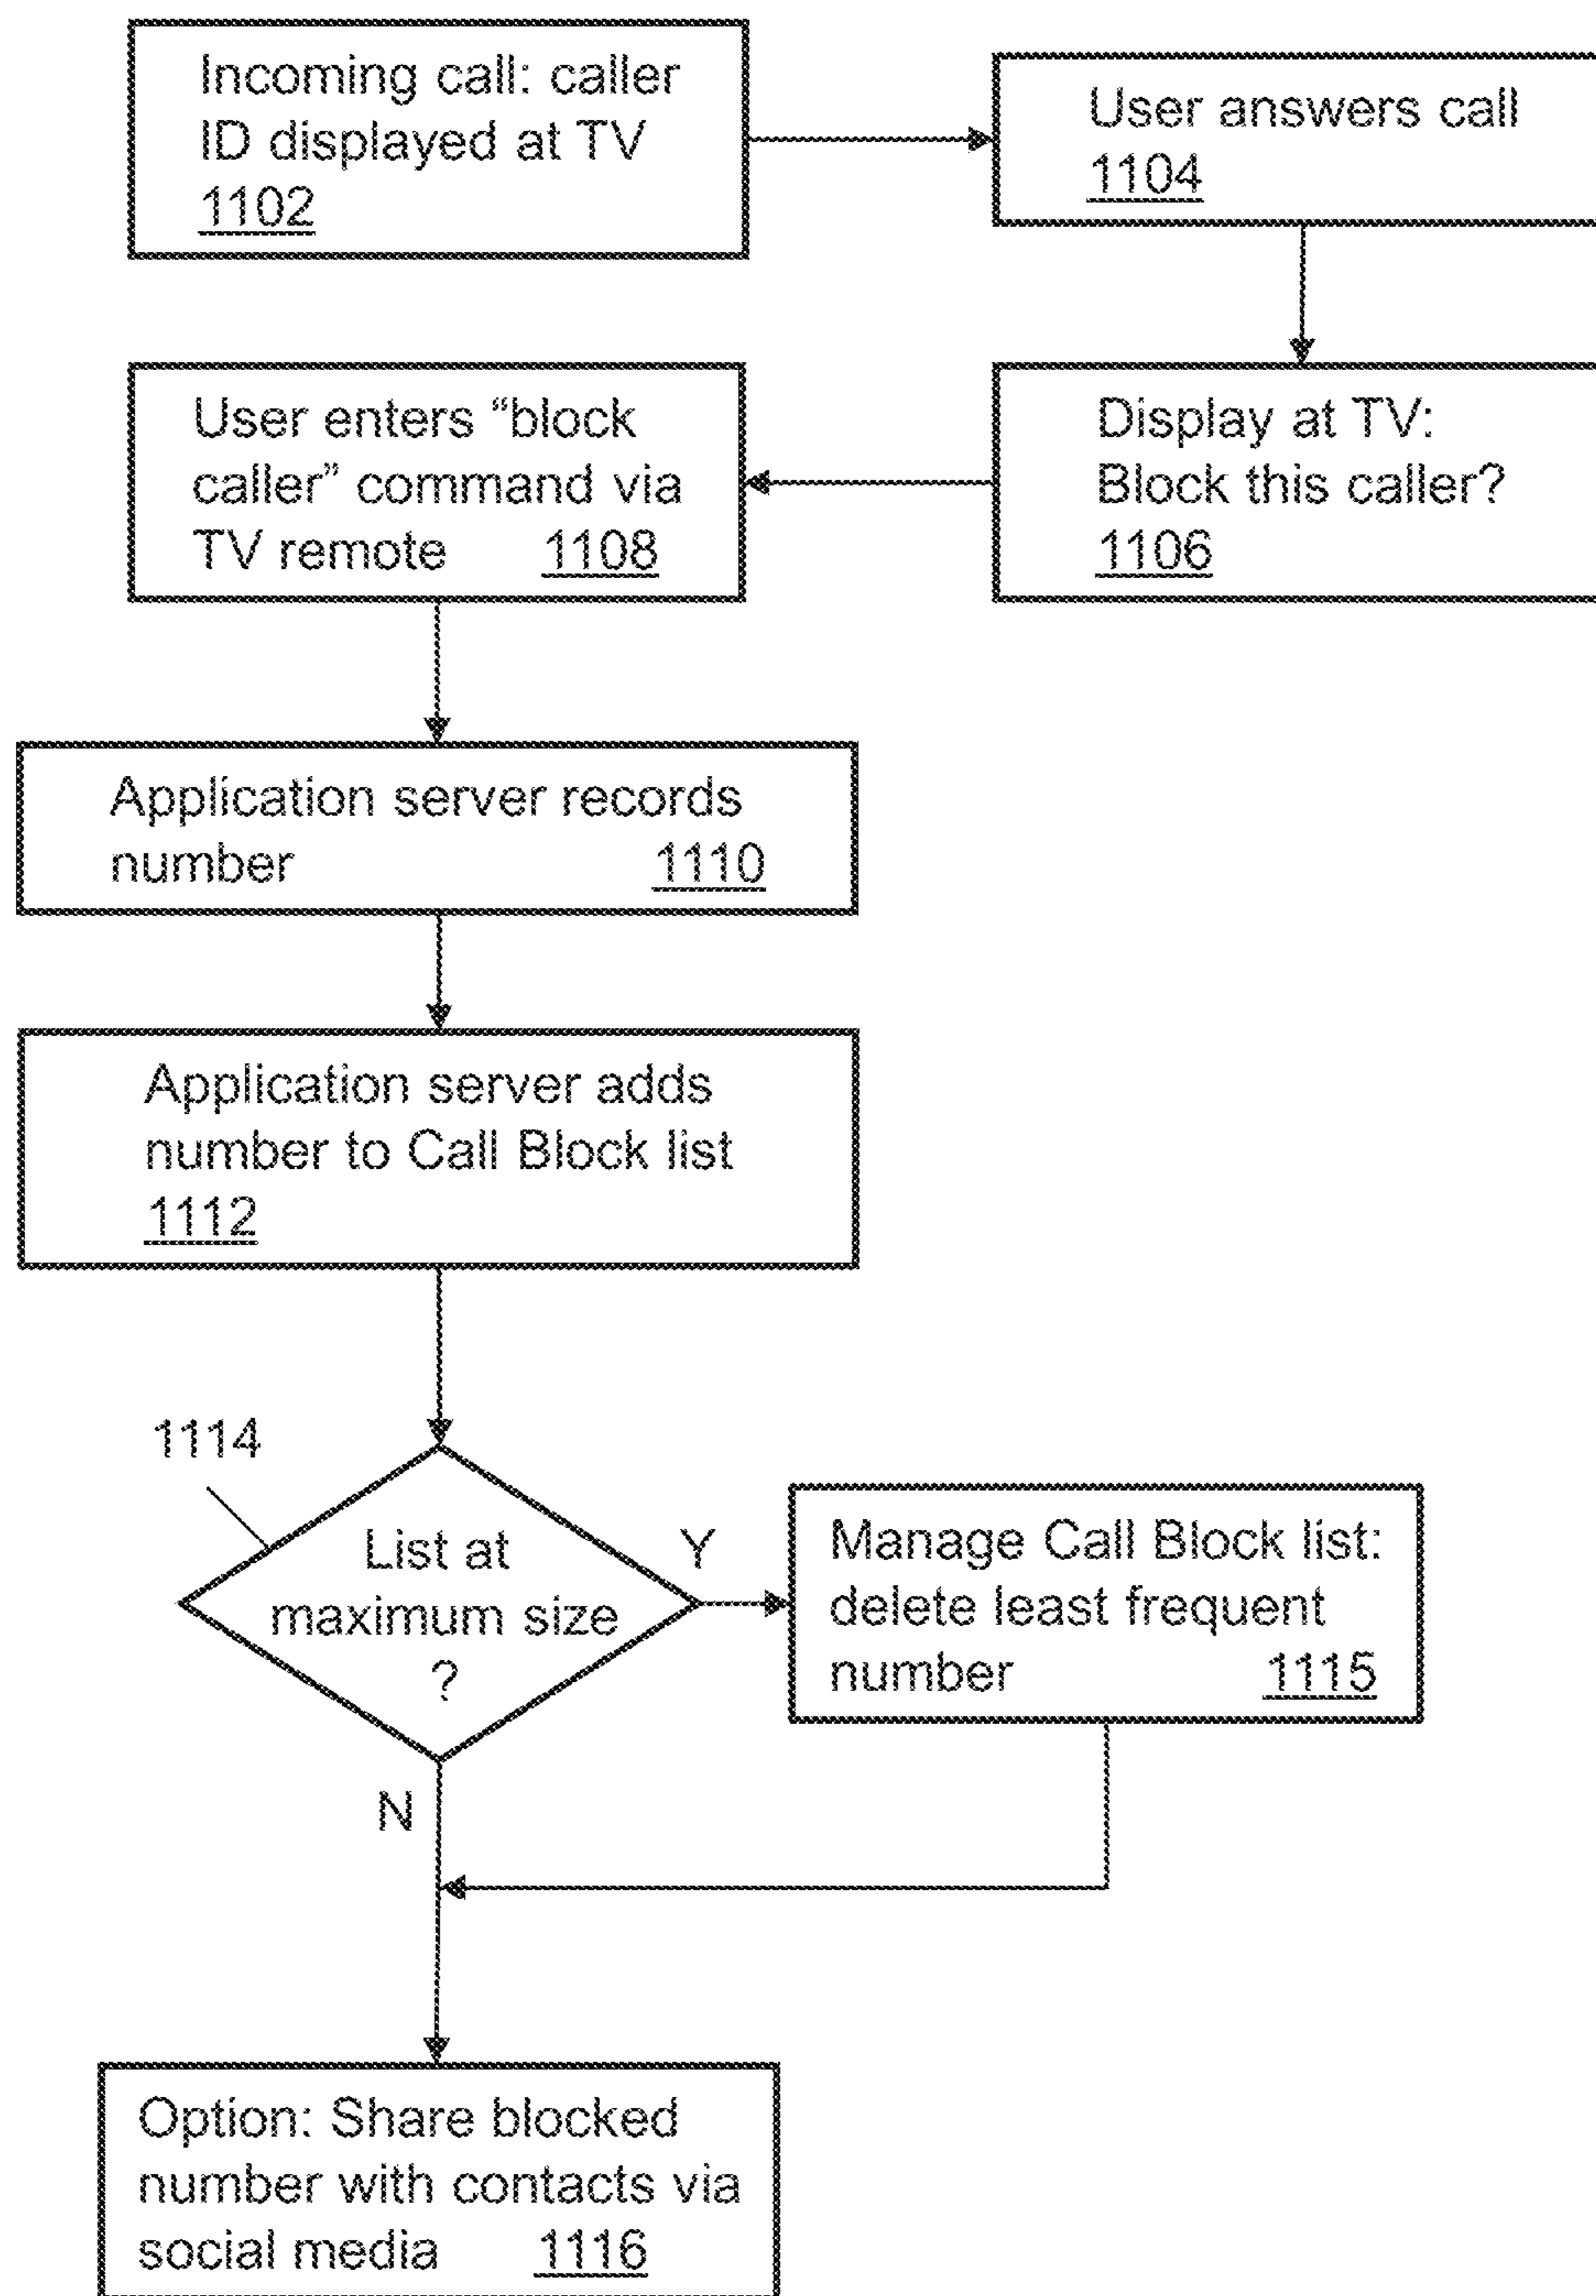 Incoming call: caller
ID displayed at TV
1102
User answers call
1104
Display at TV:
Block this caller?
1106
User enters “block
caller” command via
TV remote 1108
Application server records
number 1110
Application server adds
number to Call Block list
1112
1114
List at
maximum size
?
Y
Manage Call Block list:
delete least frequent
number 1115
N
Option: Share blocked
number with contacts via
social media 1116